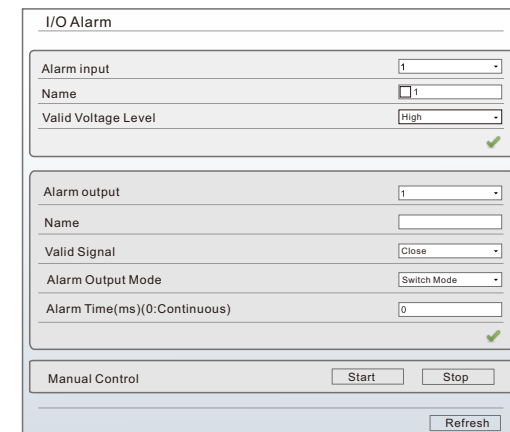 I/O Alarm
Alarm input 1
Name 1
Valid Voltage Level High
Alarm output 1
Name
Valid Signal Close
Alarm Output Mode Switch Mode
Alarm Time(ms)(0:Continuous) 0
Manual Control Start Stop
Refresh